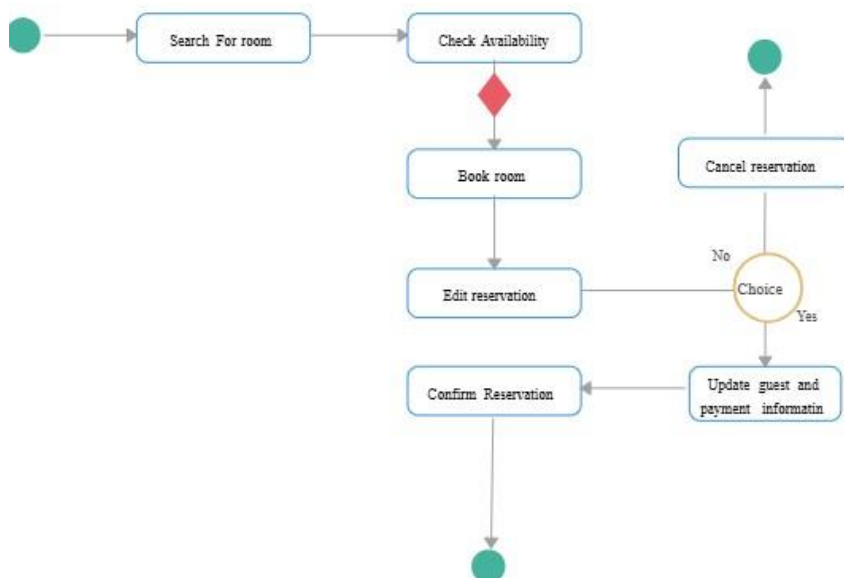 Search For room
Check Availability
Book room
Cancel reservation
No
Choice
Edit reservation
Yes
Confirm Reservation
Update guest and
payment informatin